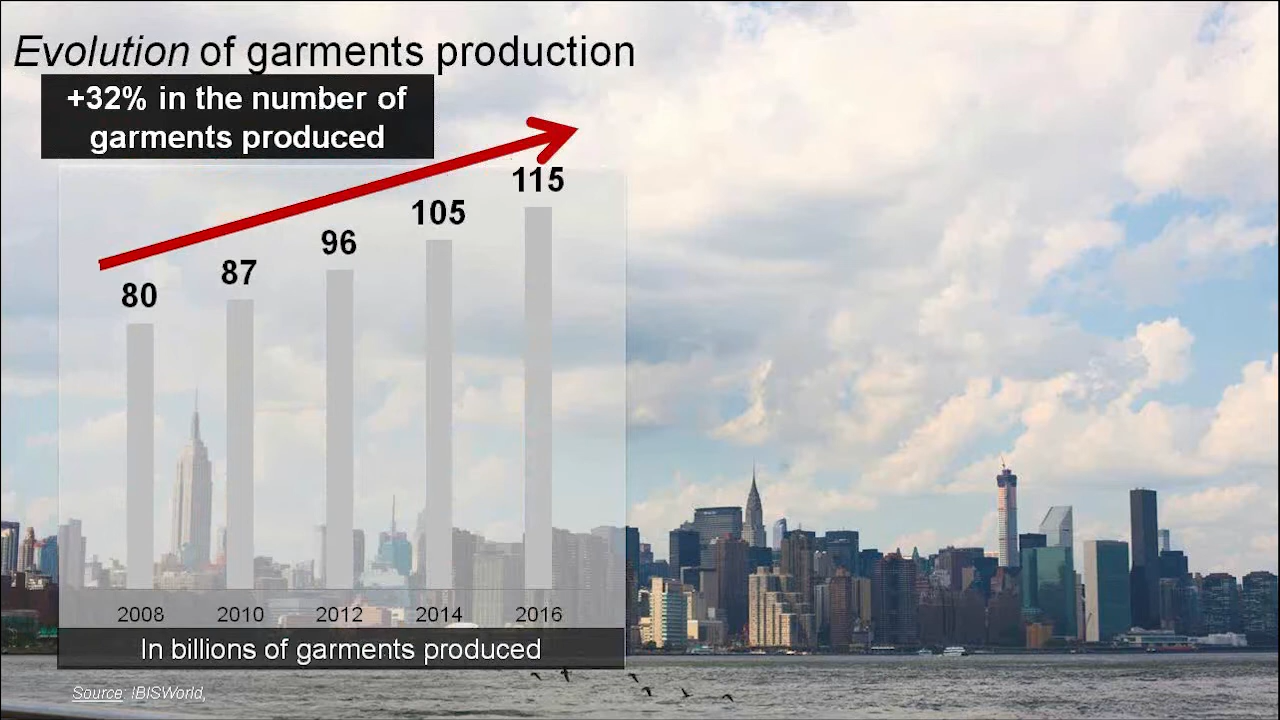 Evolution of garments production
+32% in the number of
garments produced
80
87
96
105
115
2008 2010 2012 2014 2016
In billions of garments produced
Source IBISWorld,